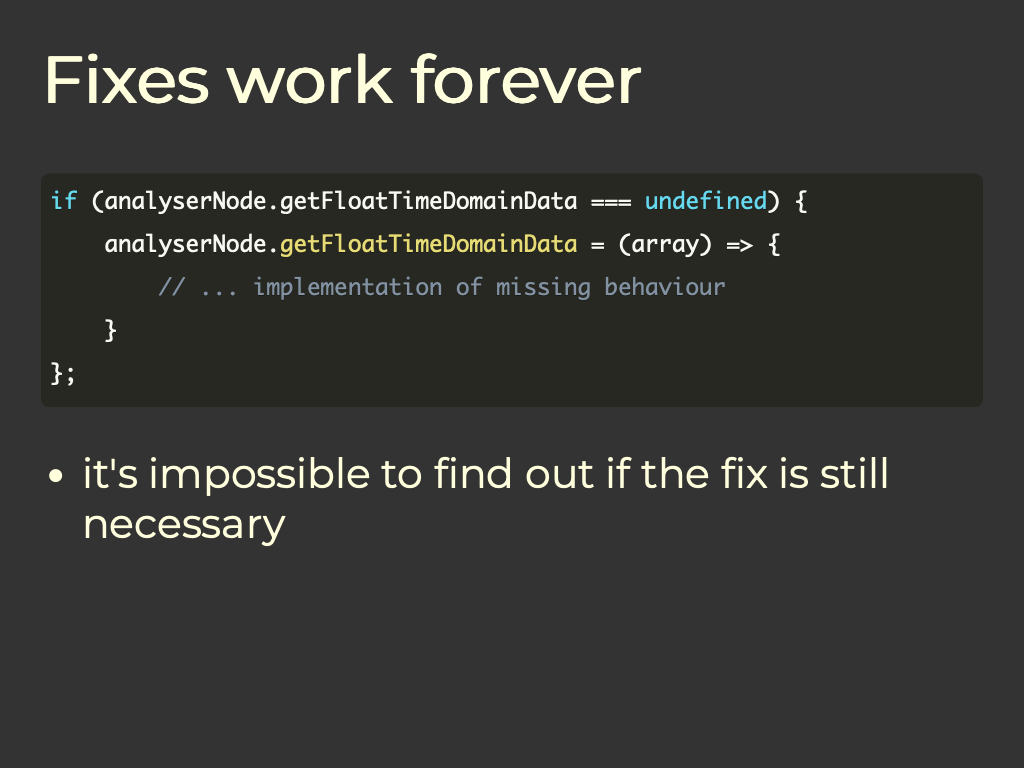 Fixes work forever
if (analyserNode.getFloatTimeDomainData === undefined) {
    analyserNode.getFloatTimeDomainData = (array) => {
        // ... implementation of missing behaviour
    }
};
• it's impossible to find out if the fix is still
necessary